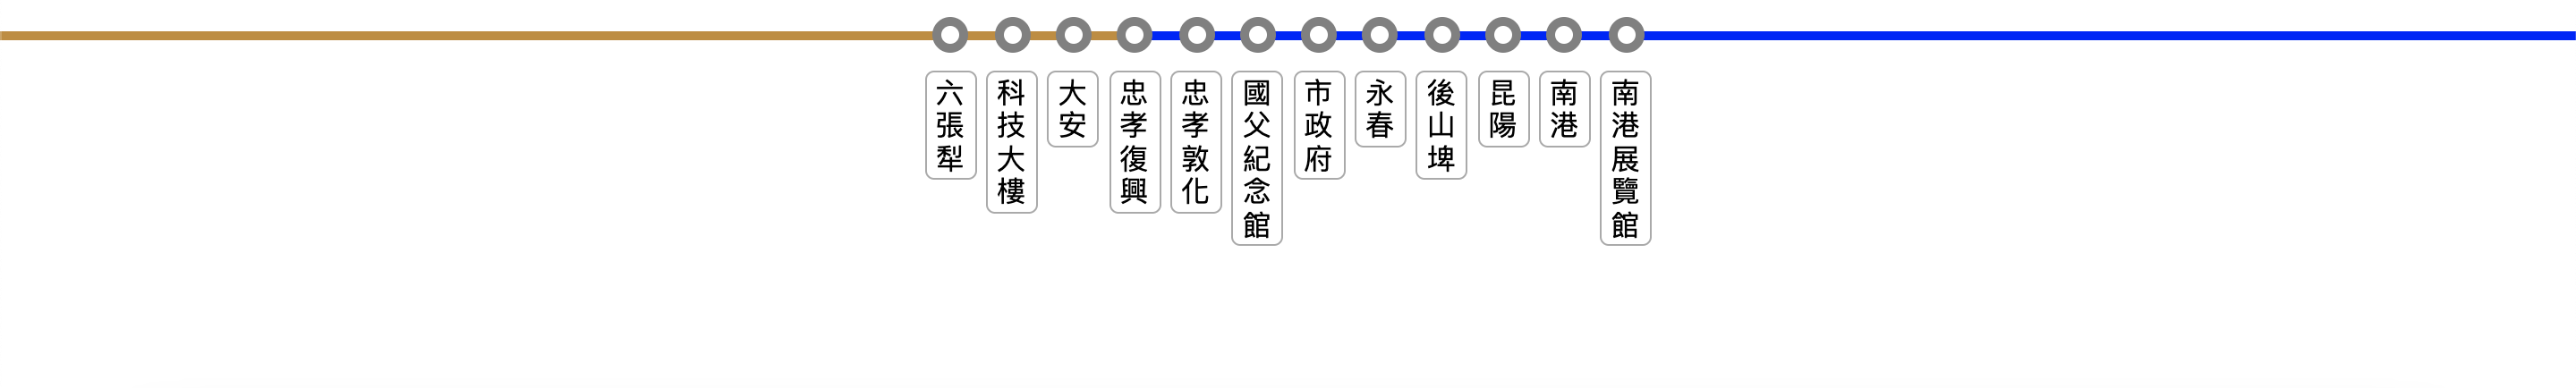 六張犁
科技大樓
大安
忠孝復興
忠孝敦化
國父紀念館
市政府
永春
後山埤
昆陽
南港
南港展覽館